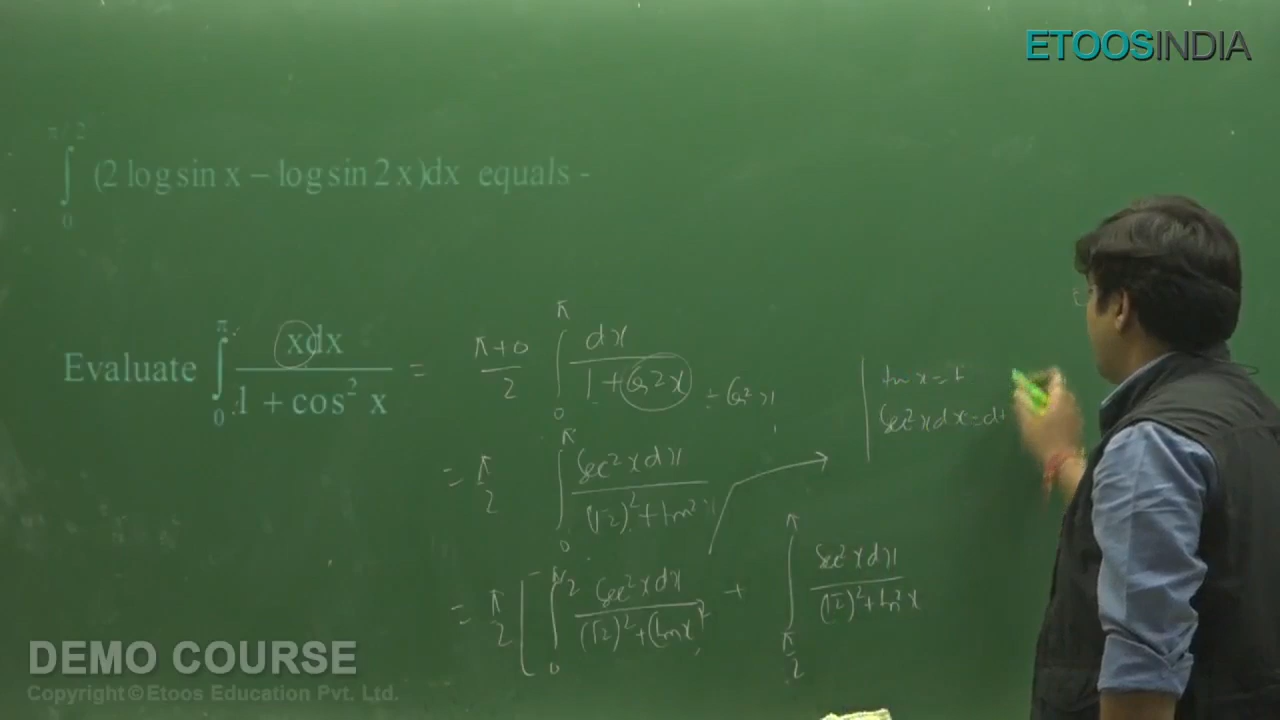 ETOOSINDIA
∫₀^{π/2} (2 log sin x − log sin 2x)dx equals -
Evaluate ∫₀^π xdx / (1 + cos² x) = (π+0)/2 ∫₀^π dx / (1 + cos²x) ÷ cos²x
= π/2 ∫₀^π sec²x dx / ((√2)² + tan²x)
tan x = t
sec²x dx = dt
= π/2 [ ∫₀^{π/2} sec²x dx / ((√2)² + (tan x)²) + ∫_{π/2}^π sec²x dx / ((√2)² + tan²x)
DEMO COURSE
Copyright©Etoos Education Pvt. Ltd.